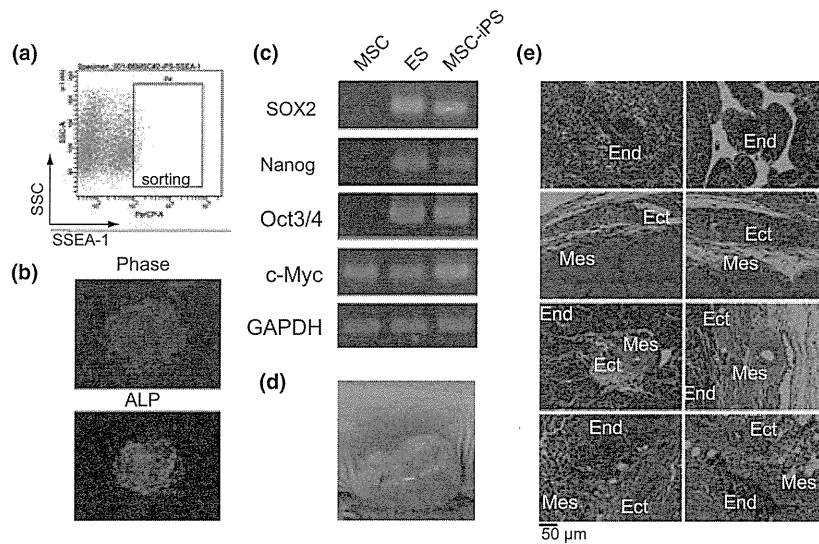 (a)
SSC
sorting
SSEA-1
(b)
Phase
ALP
(c)
MSC
ES
MSC-iPS
SOX2
Nanog
Oct3/4
c-Myc
GAPDH
(d)
(e)
End
End
Ect
Mes
Ect
Mes
End
Mes
Ect
Ect
Mes
End
End
Mes
Ect
Ect
Mes
End
50 µm